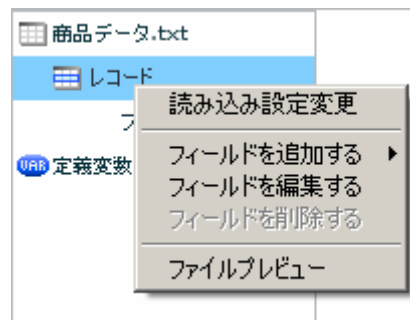 商品データ.txt
レコード
読み込み設定変更
フ
フィールドを追加する
VAR 定義変数
フィールドを編集する
フィールドを削除する
ファイルプレビュー